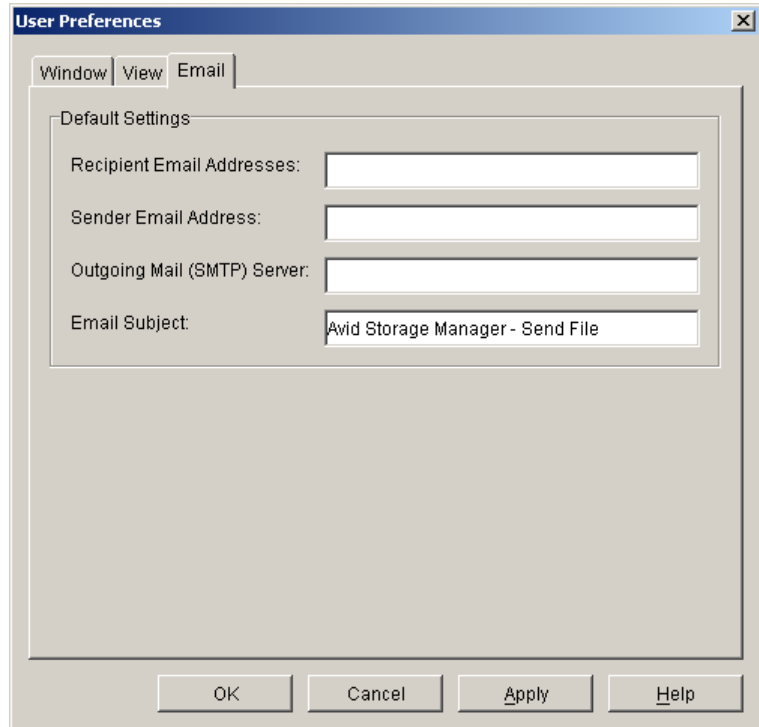 User Preferences
Window View Email
Default Settings
Recipient Email Addresses:
Sender Email Address:
Outgoing Mail (SMTP) Server:
Email Subject: Avid Storage Manager - Send File
OK Cancel Apply Help